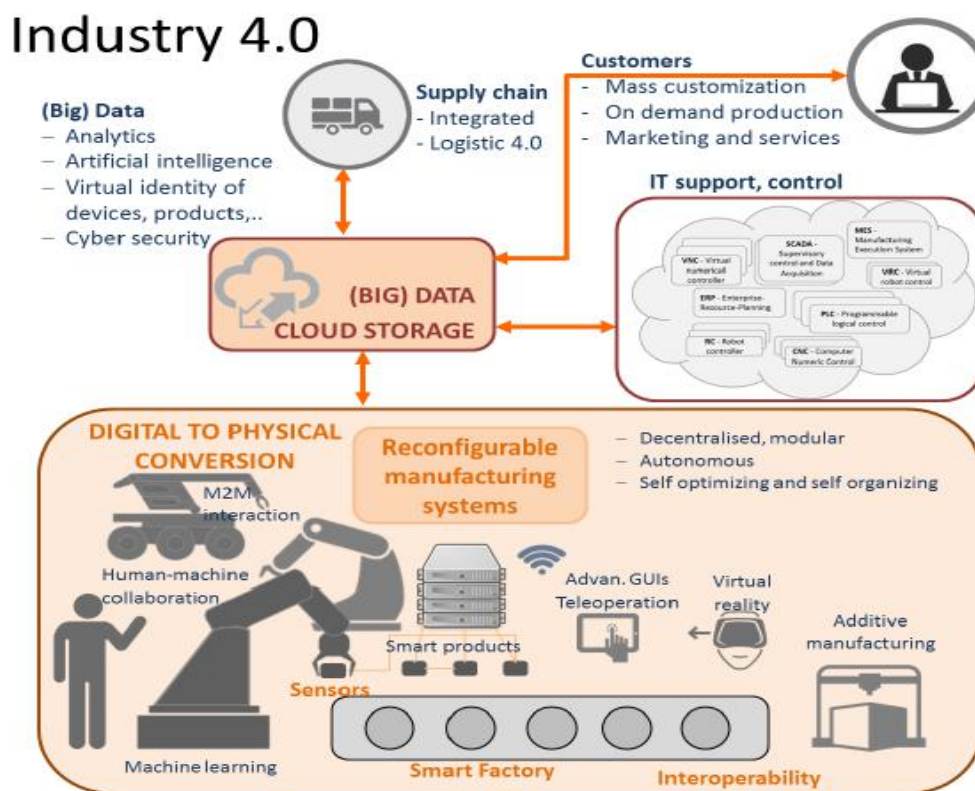 Industry 4.0
(Big) Data
– Analytics
– Artificial intelligence
– Virtual identity of
devices, products,..
– Cyber security
Supply chain
- Integrated
- Logistic 4.0
Customers
- Mass customization
- On demand production
- Marketing and services
IT support, control
VNC - Virtual
numericall
controller
SCADA -
Supervisory
control and Data
Acquisition
MES -
Manufacturing
Execution System
VRC - Virtual
robot control
ERP - Enterprise-
Resource-Planning
PLC - Programmable
logical control
RC - Robot
controller
CNC - Computer
Numeric Control
(BIG) DATA
CLOUD STORAGE
DIGITAL TO PHYSICAL
CONVERSION
Reconfigurable
manufacturing
systems
– Decentralised, modular
– Autonomous
– Self optimizing and self organizing
M2M
interaction
Human-machine
collaboration
Advan. GUIs
Teleoperation
Virtual
reality
Additive
manufacturing
Smart products
Sensors
Machine learning
Smart Factory
Interoperability